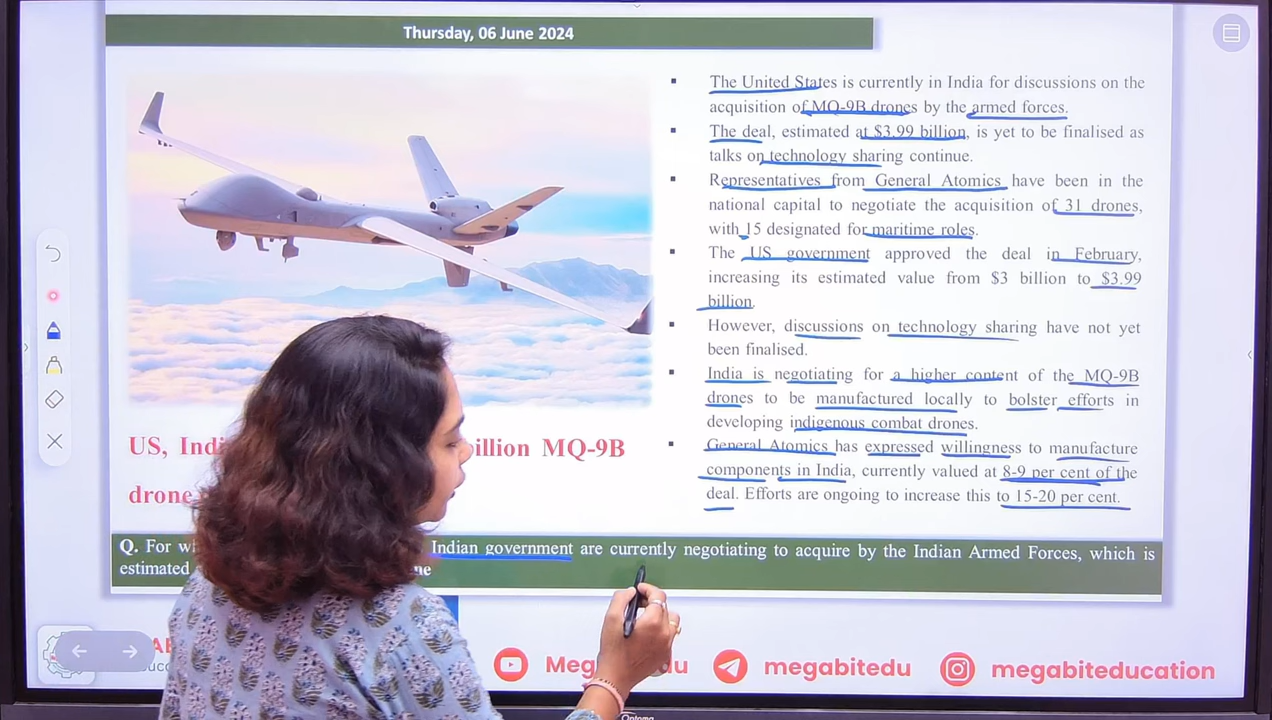 Thursday, 06 June 2024
The United States is currently in India for discussions on the
acquisition of MQ-9B drones by the armed forces.
The deal, estimated at $3.99 billion, is yet to be finalised as
talks on technology sharing continue.
Representatives from General Atomics have been in the
national capital to negotiate the acquisition of 31 drones,
with 15 designated for maritime roles.
The US government approved the deal in February,
increasing its estimated value from $3 billion to $3.99
billion.
However, discussions on technology sharing have not yet
been finalised.
India is negotiating for a higher content of the MQ-9B
drones to be manufactured locally to bolster efforts in
developing indigenous combat drones.
General Atomics has expressed willingness to manufacture
components in India, currently valued at 8-9 per cent of the
deal. Efforts are ongoing to increase this to 15-20 per cent.
US, MQ-9B
Q. For Indian government are currently negotiating to acquire by the Indian Armed Forces, which is
estimated
megabitedu
megabiteducation
Optoma